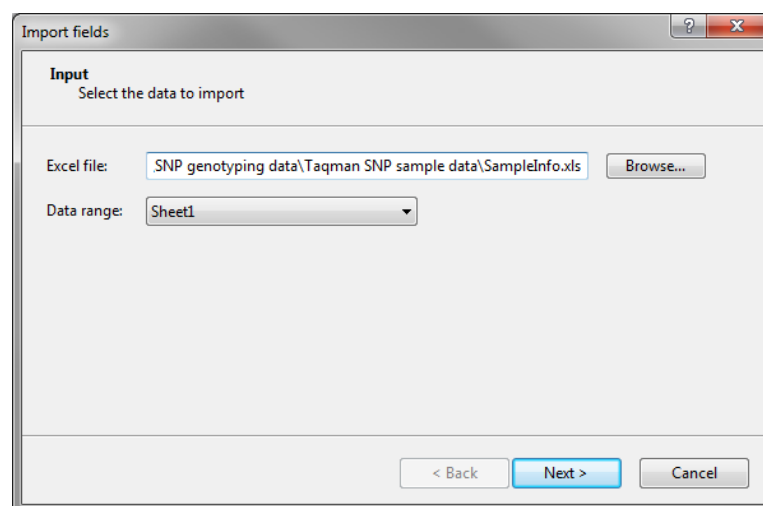 Import fields
?
X
Input
Select the data to import
Excel file: ,SNP genotyping data\Taqman SNP sample data\SampleInfo.xls Browse...
Data range: Sheet1
< Back Next > Cancel